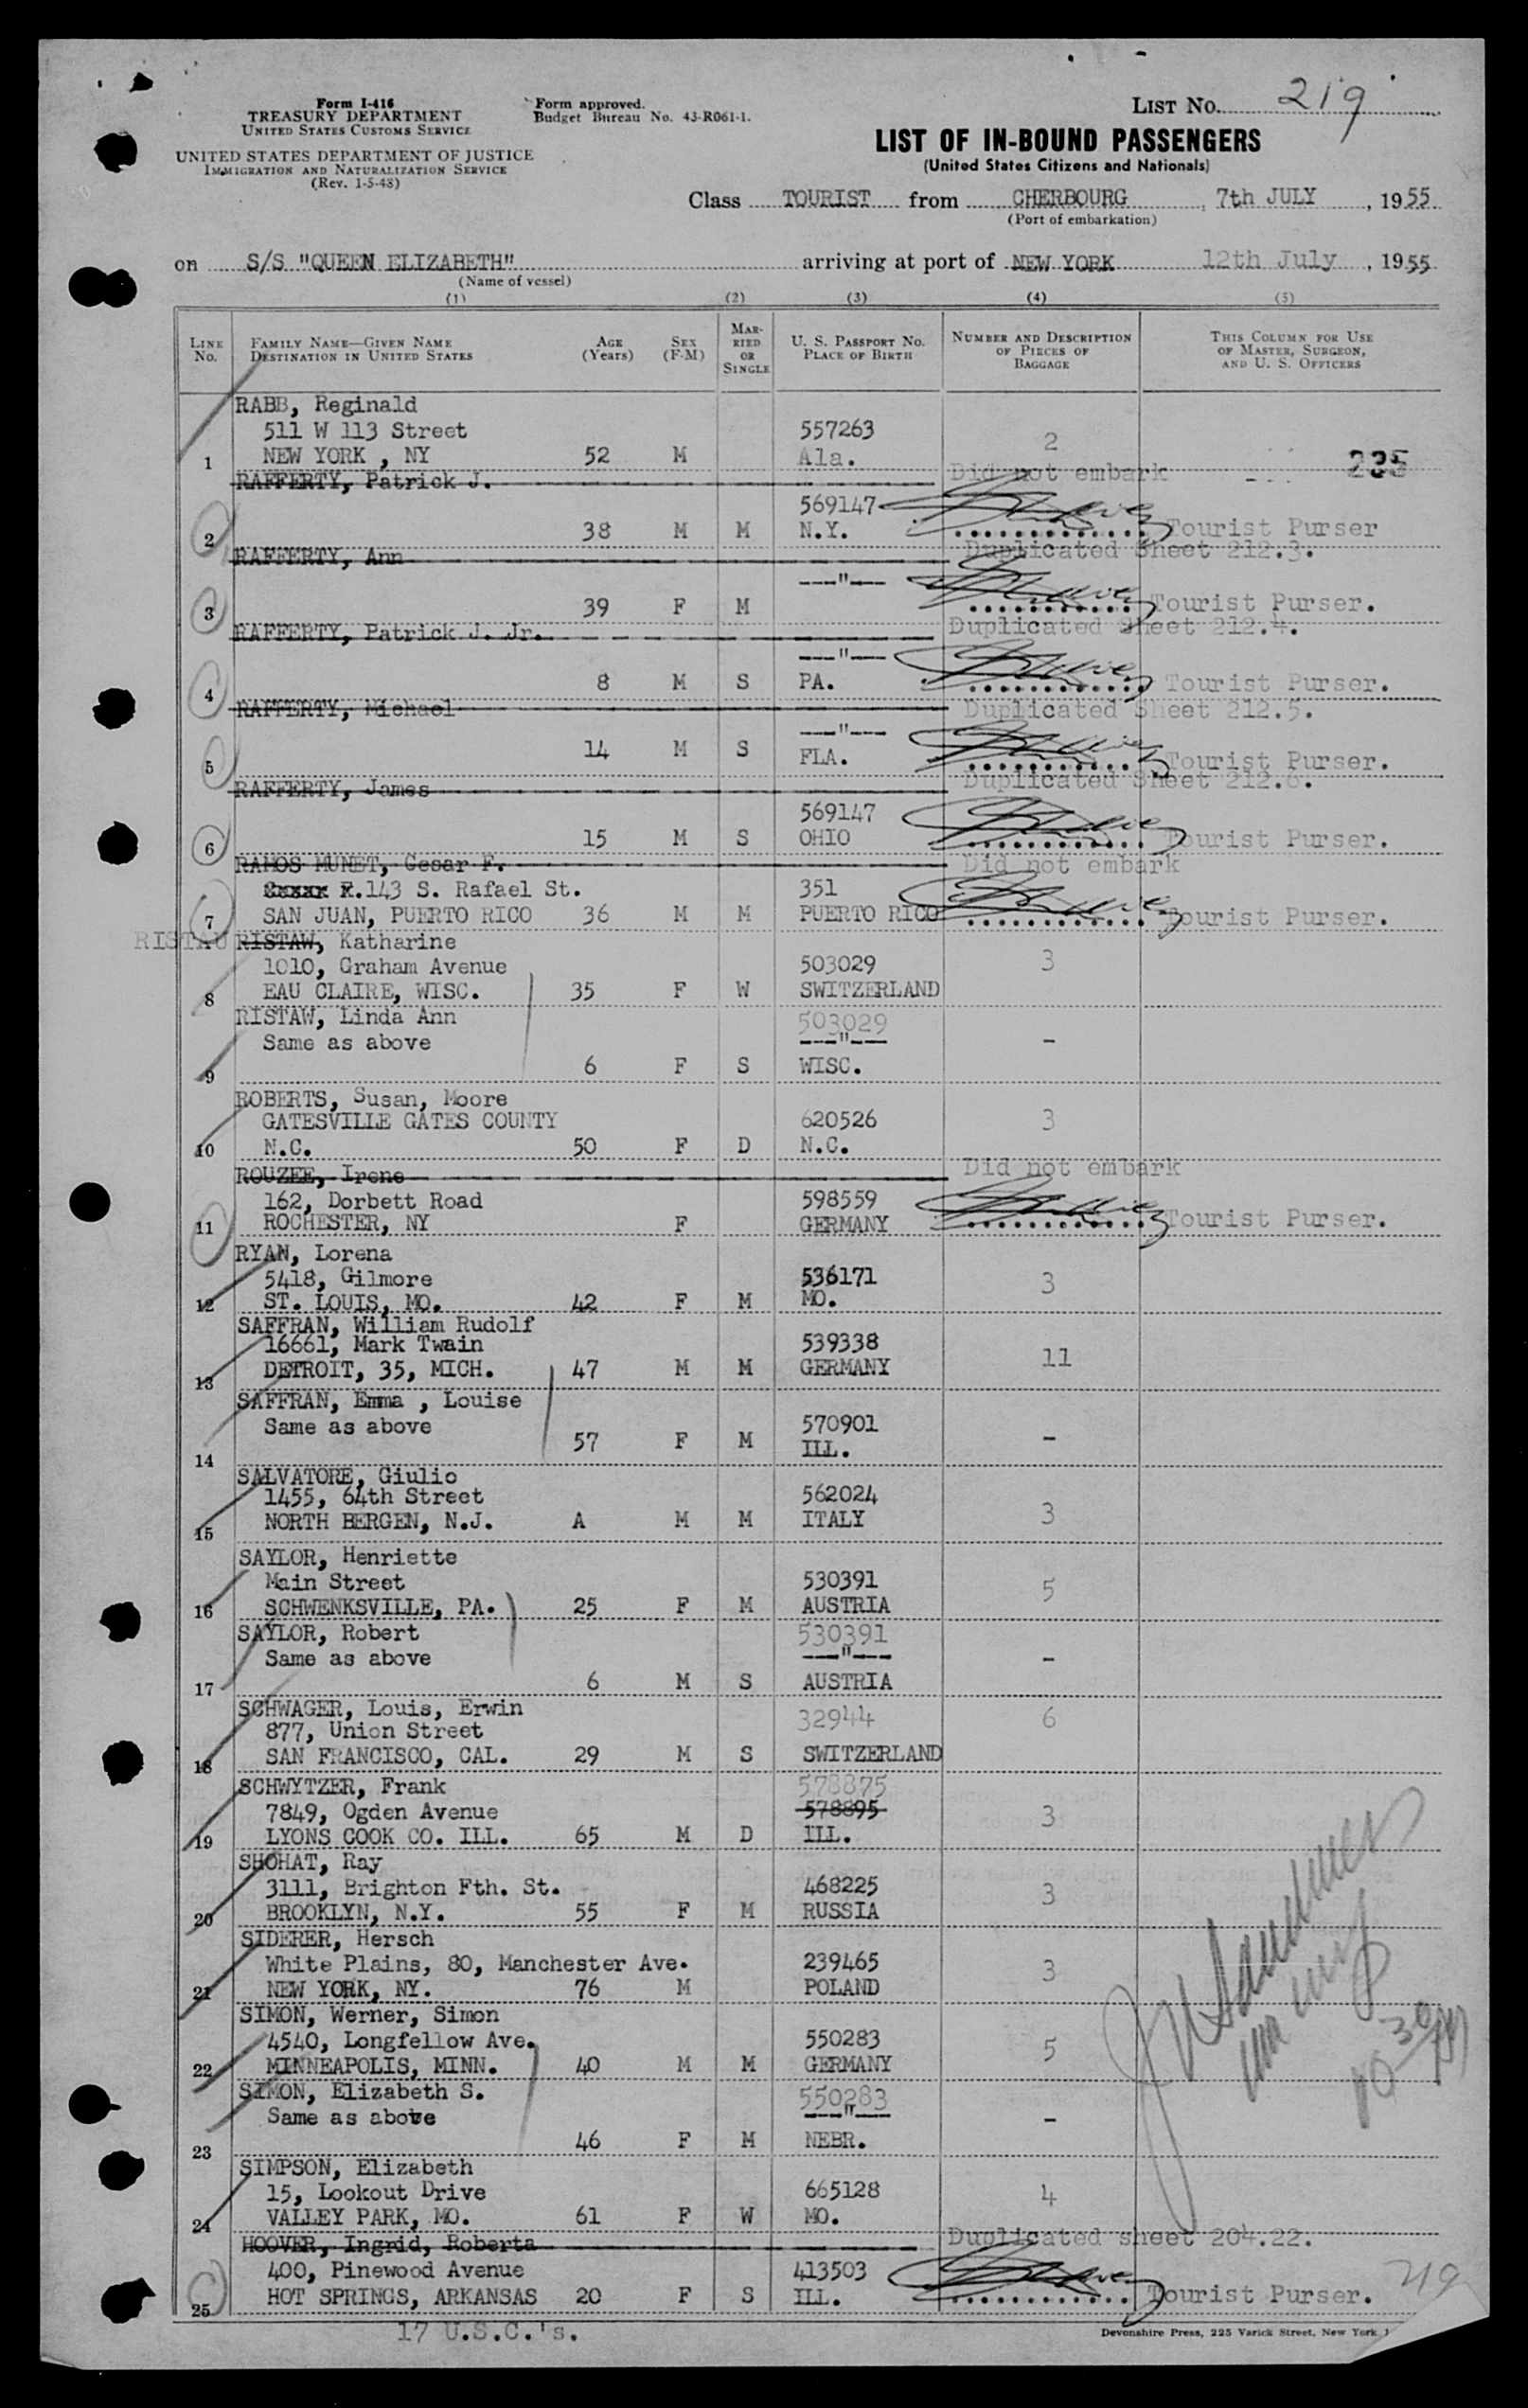 Form I-416
TREASURY DEPARTMENT
UNITED STATES CUSTOMS SERVICE
UNITED STATES DEPARTMENT OF JUSTICE
IMMIGRATION AND NATURALIZATION SERVICE
(Rev. 1-5-48)
Form approved.
Budget Bureau No. 43-R061-1.
LIST NO. 219
LIST OF IN-BOUND PASSENGERS
(United States Citizens and Nationals)
Class TOURIST from CHERBOURG, 7th JULY, 1955
(Port of embarkation)
on S/S "QUEEN ELIZABETH" arriving at port of NEW YORK 12th July, 1955
(Name of vessel)
(1) (2) (3) (4) (5)
LINE No. FAMILY NAME—GIVEN NAME DESTINATION IN UNITED STATES AGE (Years) SEX (F-M) MARRIED OR SINGLE U. S. PASSPORT NO. PLACE OF BIRTH NUMBER AND DESCRIPTION OF PIECES OF BAGGAGE THIS COLUMN FOR USE OF MASTER, SURGEON, AND U. S. OFFICERS
RABB, Reginald
511 W 113 Street 557263 2
1 NEW YORK , NY 52 M Ala. 235
RAFFERTY, Patrick J. Did not embark
569147
2 38 M M N.Y. Tourist Purser
RAFFERTY, Ann Duplicated Sheet 212.3.
---"---
3 39 F M Tourist Purser.
RAFFERTY, Patrick J. Jr. Duplicated Sheet 212.4.
---"---
4 8 M S PA. Tourist Purser.
RAFFERTY, Michael Duplicated Sheet 212.5.
---"---
5 14 M S FLA. Tourist Purser.
RAFFERTY, James Duplicated Sheet 212.6.
569147
6 15 M S OHIO Tourist Purser.
RAMOS MUNET, Cesar F. Did not embark
143 S. Rafael St. 351
7 SAN JUAN, PUERTO RICO 36 M M PUERTO RICO Tourist Purser.
RISTAU RISTAW, Katharine
1010, Graham Avenue 503029 3
8 EAU CLAIRE, WISC. 35 F W SWITZERLAND
RISTAW, Linda Ann 503029
Same as above ---"--- -
9 6 F S WISC.
ROBERTS, Susan, Moore
GATESVILLE GATES COUNTY 620526 3
10 N.C. 50 F D N.C.
ROUZEE, Irene Did not embark
162, Dorbett Road 598559
11 ROCHESTER, NY F GERMANY Tourist Purser.
RYAN, Lorena
5418, Gilmore 536171 3
12 ST. LOUIS, MO. 42 F M MO.
SAFFRAN, William Rudolf
16661, Mark Twain 539338 11
13 DETROIT, 35, MICH. 47 M M GERMANY
SAFFRAN, Emma , Louise
Same as above 570901
14 57 F M ILL. -
SALVATORE, Giulio
1455, 64th Street 562024 3
15 NORTH BERGEN, N.J. A M M ITALY
SAYLOR, Henriette
Main Street 530391 5
16 SCHWENKSVILLE, PA. 25 F M AUSTRIA
SAYLOR, Robert 530391
Same as above ---"--- -
17 6 M S AUSTRIA
SCHWAGER, Louis, Erwin 32944 6
877, Union Street
18 SAN FRANCISCO, CAL. 29 M S SWITZERLAND
SCHWYTZER, Frank 578875
7849, Ogden Avenue 578895 3
19 LYONS COOK CO. ILL. 65 M D ILL.
SHOHAT, Ray
3111, Brighton Fth. St. 468225 3
20 BROOKLYN, N.Y. 55 F M RUSSIA
SIDERER, Hersch
White Plains, 80, Manchester Ave. 239465 3
21 NEW YORK, NY. 76 M POLAND
SIMON, Werner, Simon
4540, Longfellow Ave. 550283 5
22 MINNEAPOLIS, MINN. 40 M M GERMANY
SIMON, Elizabeth S. 550283
Same as above ---"--- -
23 46 F M NEBR.
SIMPSON, Elizabeth
15, Lookout Drive 665128 4
24 VALLEY PARK, MO. 61 F W MO.
HOOVER, Ingrid, Roberta Duplicated sheet 204.22.
400, Pinewood Avenue 413503
25 HOT SPRINGS, ARKANSAS 20 F S ILL. Tourist Purser. 219
17 U.S.C.'s.
Devonshire Press, 225 Varick Street, New York